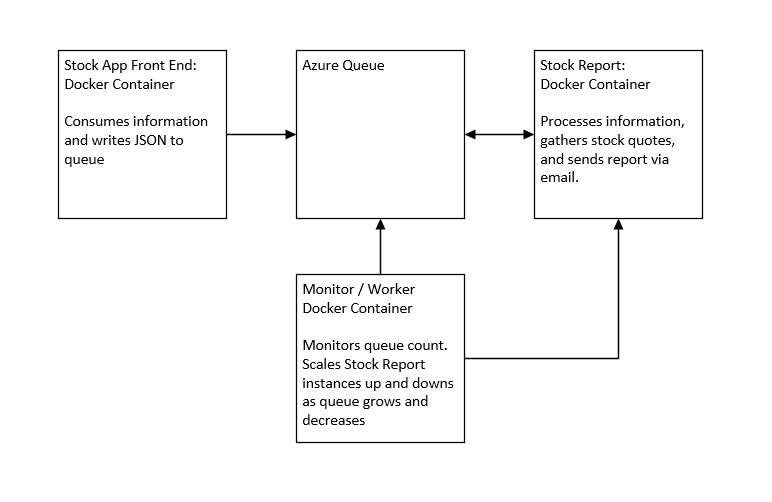 Stock App Front End:
Docker Container
Consumes information
and writes JSON to
queue
Azure Queue
Stock Report:
Docker Container
Processes information,
gathers stock quotes,
and sends report via
email.
Monitor / Worker
Docker Container
Monitors queue count.
Scales Stock Report
instances up and downs
as queue grows and
decreases